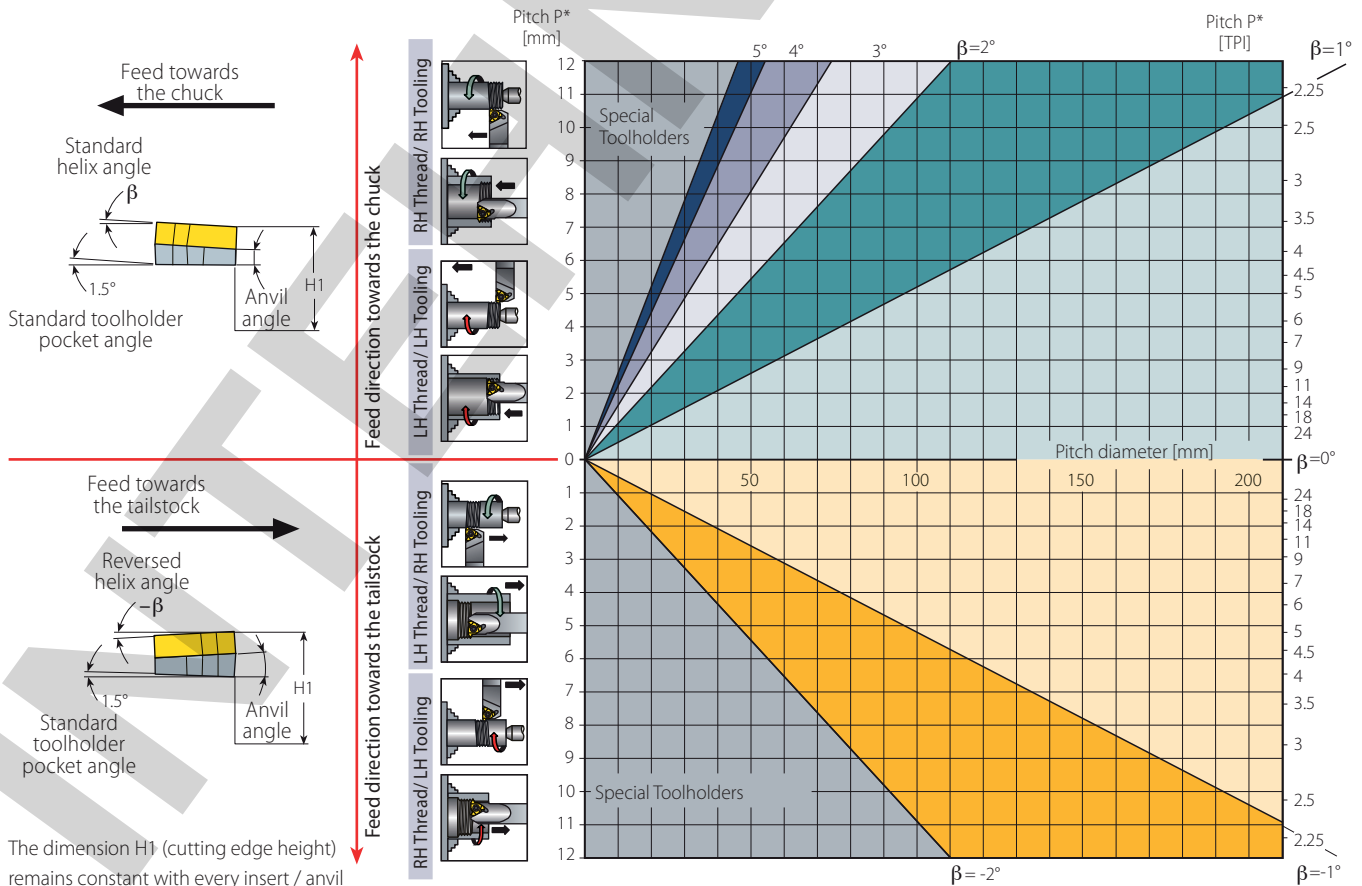 Feed towards
the chuck
Standard
helix angle
β
1.5°
Standard toolholder
pocket angle
Anvil
angle
H1
Feed towards
the tailstock
Reversed
helix angle
–β
1.5°
Standard
toolholder
pocket angle
Anvil
angle
H1
The dimension H1 (cutting edge height)
remains constant with every insert / anvil
Feed direction towards the chuck
Feed direction towards the tailstock
RH Thread/ RH Tooling
LH Thread/ LH Tooling
LH Thread/ RH Tooling
RH Thread/ LH Tooling
Pitch P*
[mm]
12
11
10
9
8
7
6
5
4
3
2
1
0
1
2
3
4
5
6
7
8
9
10
11
12
5°
4°
3°
β=2°
Pitch P*
[TPI]
β=1°
2.25
2.5
3
3.5
4
4.5
5
6
7
9
11
14
18
24
β=0°
24
18
14
11
9
7
6
5
4.5
4
3.5
3
2.5
2.25
β=-1°
β= -2°
Special
Toolholders
Pitch diameter [mm]
50
100
150
200
Special Toolholders
INTEHN